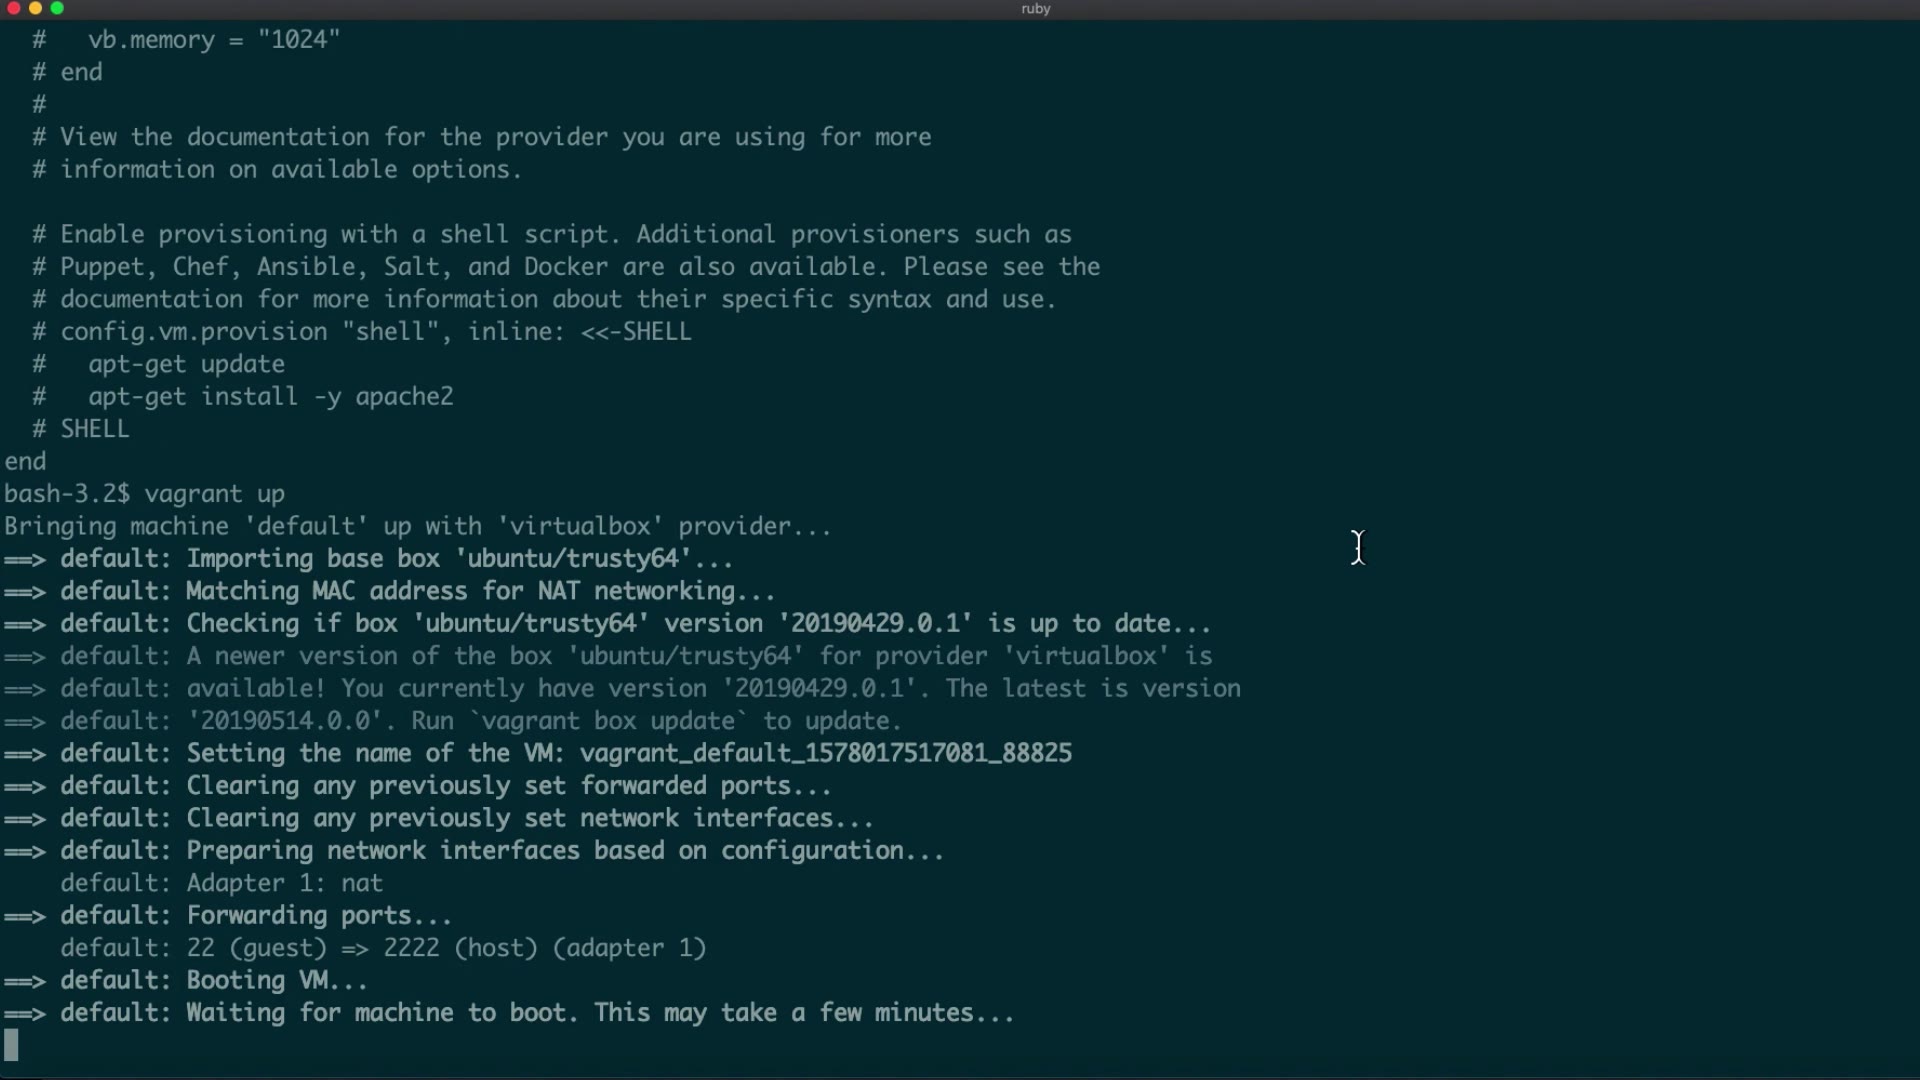 ruby
#   vb.memory = "1024"
# end
#
# View the documentation for the provider you are using for more
# information on available options.
# Enable provisioning with a shell script. Additional provisioners such as
# Puppet, Chef, Ansible, Salt, and Docker are also available. Please see the
# documentation for more information about their specific syntax and use.
# config.vm.provision "shell", inline: <<-SHELL
#   apt-get update
#   apt-get install -y apache2
# SHELL
end
bash-3.2$ vagrant up
Bringing machine 'default' up with 'virtualbox' provider...
==> default: Importing base box 'ubuntu/trusty64'...
==> default: Matching MAC address for NAT networking...
==> default: Checking if box 'ubuntu/trusty64' version '20190429.0.1' is up to date...
==> default: A newer version of the box 'ubuntu/trusty64' for provider 'virtualbox' is
==> default: available! You currently have version '20190429.0.1'. The latest is version
==> default: '20190514.0.0'. Run `vagrant box update` to update.
==> default: Setting the name of the VM: vagrant_default_1578017517081_88825
==> default: Clearing any previously set forwarded ports...
==> default: Clearing any previously set network interfaces...
==> default: Preparing network interfaces based on configuration...
    default: Adapter 1: nat
==> default: Forwarding ports...
    default: 22 (guest) => 2222 (host) (adapter 1)
==> default: Booting VM...
==> default: Waiting for machine to boot. This may take a few minutes...